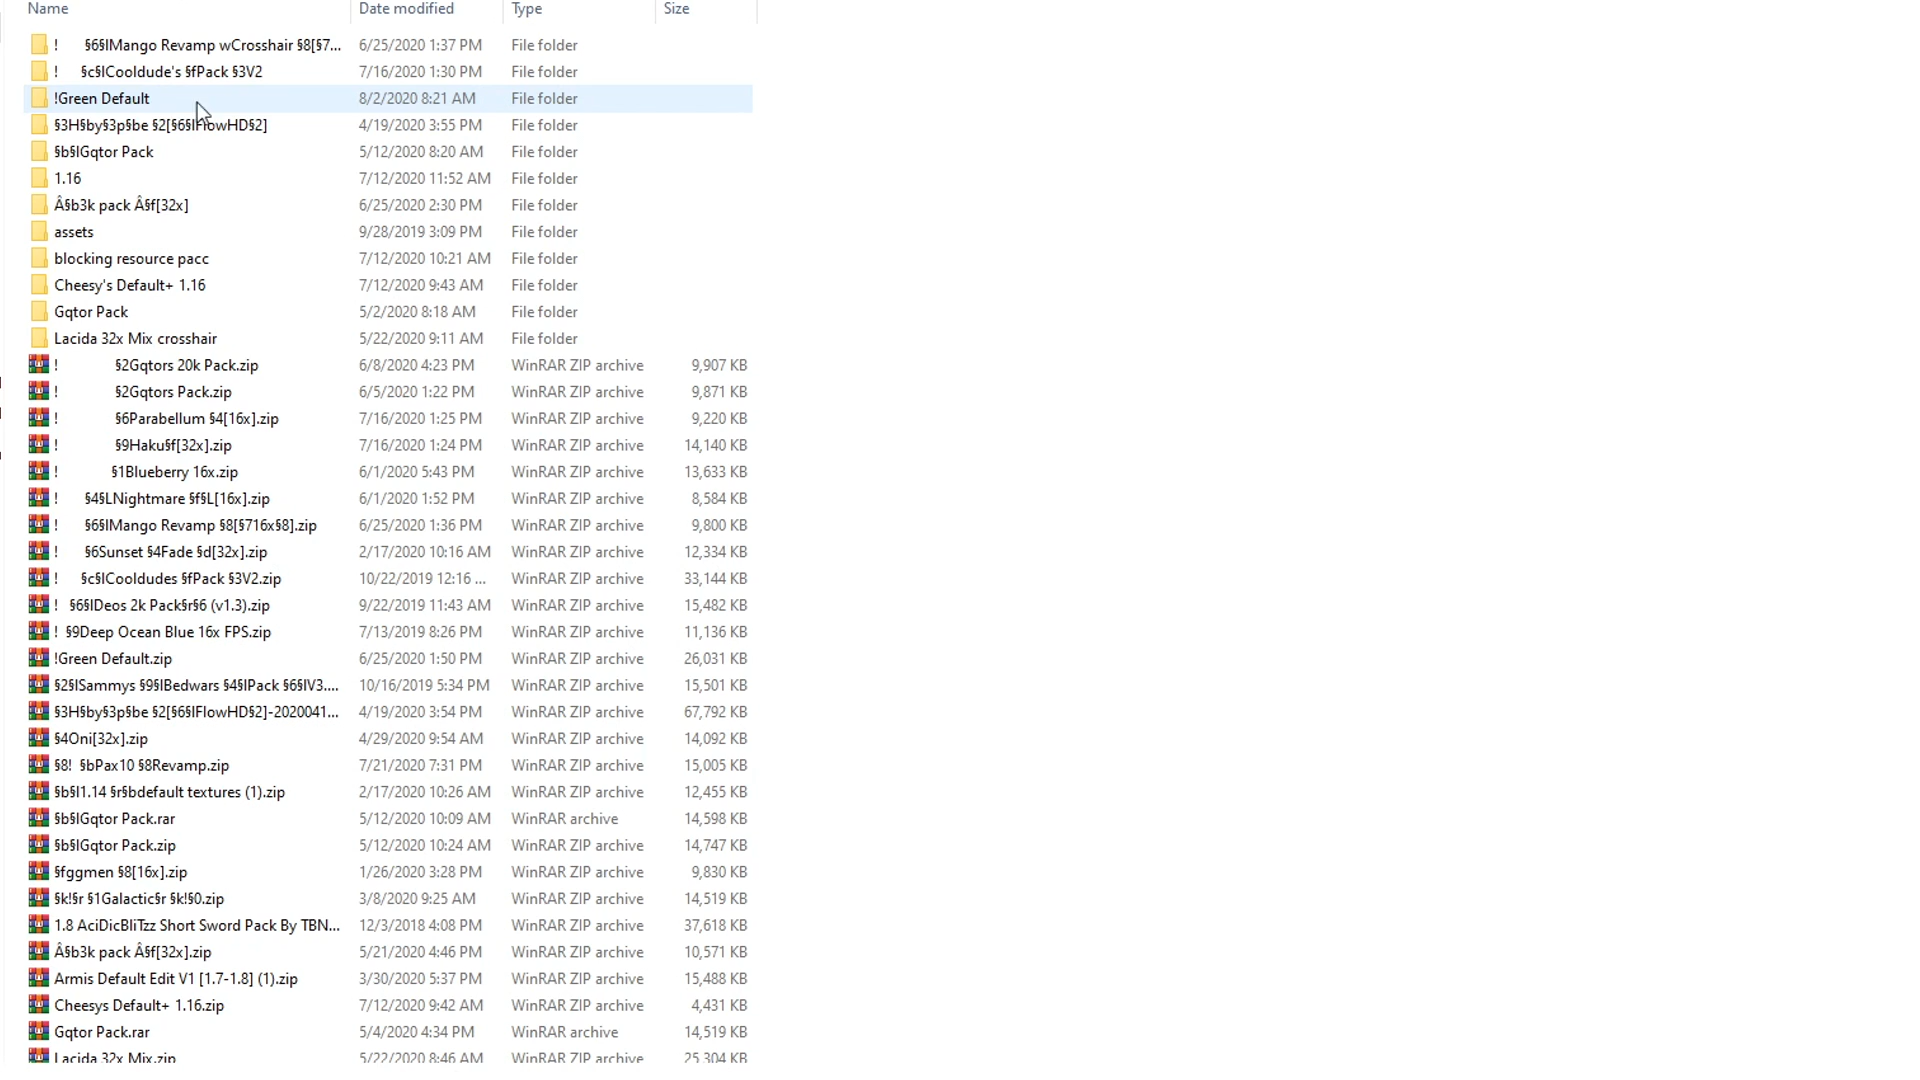 Name Date modified Type Size
! §6§lMango Revamp wCrosshair §8[§7... 6/25/2020 1:37 PM File folder
! §c§lCooldude's §fPack §3V2 7/16/2020 1:30 PM File folder
!Green Default 8/2/2020 8:21 AM File folder
§3H§by§3p§be §2[§6§lFlowHD§2] 4/19/2020 3:55 PM File folder
§b§lGqtor Pack 5/12/2020 8:20 AM File folder
1.16 7/12/2020 11:52 AM File folder
Â§b3k pack Â§f[32x] 6/25/2020 2:30 PM File folder
assets 9/28/2019 3:09 PM File folder
blocking resource pacc 7/12/2020 10:21 AM File folder
Cheesy's Default+ 1.16 7/12/2020 9:43 AM File folder
Gqtor Pack 5/2/2020 8:18 AM File folder
Lacida 32x Mix crosshair 5/22/2020 9:11 AM File folder
! §2Gqtors 20k Pack.zip 6/8/2020 4:23 PM WinRAR ZIP archive 9,907 KB
! §2Gqtors Pack.zip 6/5/2020 1:22 PM WinRAR ZIP archive 9,871 KB
! §6Parabellum §4[16x].zip 7/16/2020 1:25 PM WinRAR ZIP archive 9,220 KB
! §9Haku§f[32x].zip 7/16/2020 1:24 PM WinRAR ZIP archive 14,140 KB
! §1Blueberry 16x.zip 6/1/2020 5:43 PM WinRAR ZIP archive 13,633 KB
! §4§LNightmare §f§L[16x].zip 6/1/2020 1:52 PM WinRAR ZIP archive 8,584 KB
! §6§lMango Revamp §8[§716x§8].zip 6/25/2020 1:36 PM WinRAR ZIP archive 9,800 KB
! §6Sunset §4Fade §d[32x].zip 2/17/2020 10:16 AM WinRAR ZIP archive 12,334 KB
! §c§lCooldudes §fPack §3V2.zip 10/22/2019 12:16 ... WinRAR ZIP archive 33,144 KB
! §6§lDeos 2k Pack§r§6 (v1.3).zip 9/22/2019 11:43 AM WinRAR ZIP archive 15,482 KB
! §9Deep Ocean Blue 16x FPS.zip 7/13/2019 8:26 PM WinRAR ZIP archive 11,136 KB
!Green Default.zip 6/25/2020 1:50 PM WinRAR ZIP archive 26,031 KB
§2§lSammys §9§lBedwars §4§lPack §6§lV3.... 10/16/2019 5:34 PM WinRAR ZIP archive 15,501 KB
§3H§by§3p§be §2[§6§lFlowHD§2]-2020041... 4/19/2020 3:54 PM WinRAR ZIP archive 67,792 KB
§4Oni[32x].zip 4/29/2020 9:54 AM WinRAR ZIP archive 14,092 KB
§8! §bPax10 §8Revamp.zip 7/21/2020 7:31 PM WinRAR ZIP archive 15,005 KB
§b§l1.14 §r§bdefault textures (1).zip 2/17/2020 10:26 AM WinRAR ZIP archive 12,455 KB
§b§lGqtor Pack.rar 5/12/2020 10:09 AM WinRAR archive 14,598 KB
§b§lGqtor Pack.zip 5/12/2020 10:24 AM WinRAR ZIP archive 14,747 KB
§fggmen §8[16x].zip 1/26/2020 3:28 PM WinRAR ZIP archive 9,830 KB
§k!§r §1Galactic§r §k!§0.zip 3/8/2020 9:25 AM WinRAR ZIP archive 14,519 KB
1.8 AciDicBliTzz Short Sword Pack By TBN... 12/3/2018 4:08 PM WinRAR ZIP archive 37,618 KB
Â§b3k pack Â§f[32x].zip 5/21/2020 4:46 PM WinRAR ZIP archive 10,571 KB
Armis Default Edit V1 [1.7-1.8] (1).zip 3/30/2020 5:37 PM WinRAR ZIP archive 15,488 KB
Cheesys Default+ 1.16.zip 7/12/2020 9:42 AM WinRAR ZIP archive 4,431 KB
Gqtor Pack.rar 5/4/2020 4:34 PM WinRAR archive 14,519 KB
Lacida 32x Mix.zip 5/22/2020 8:46 AM WinRAR ZIP archive 25,304 KB